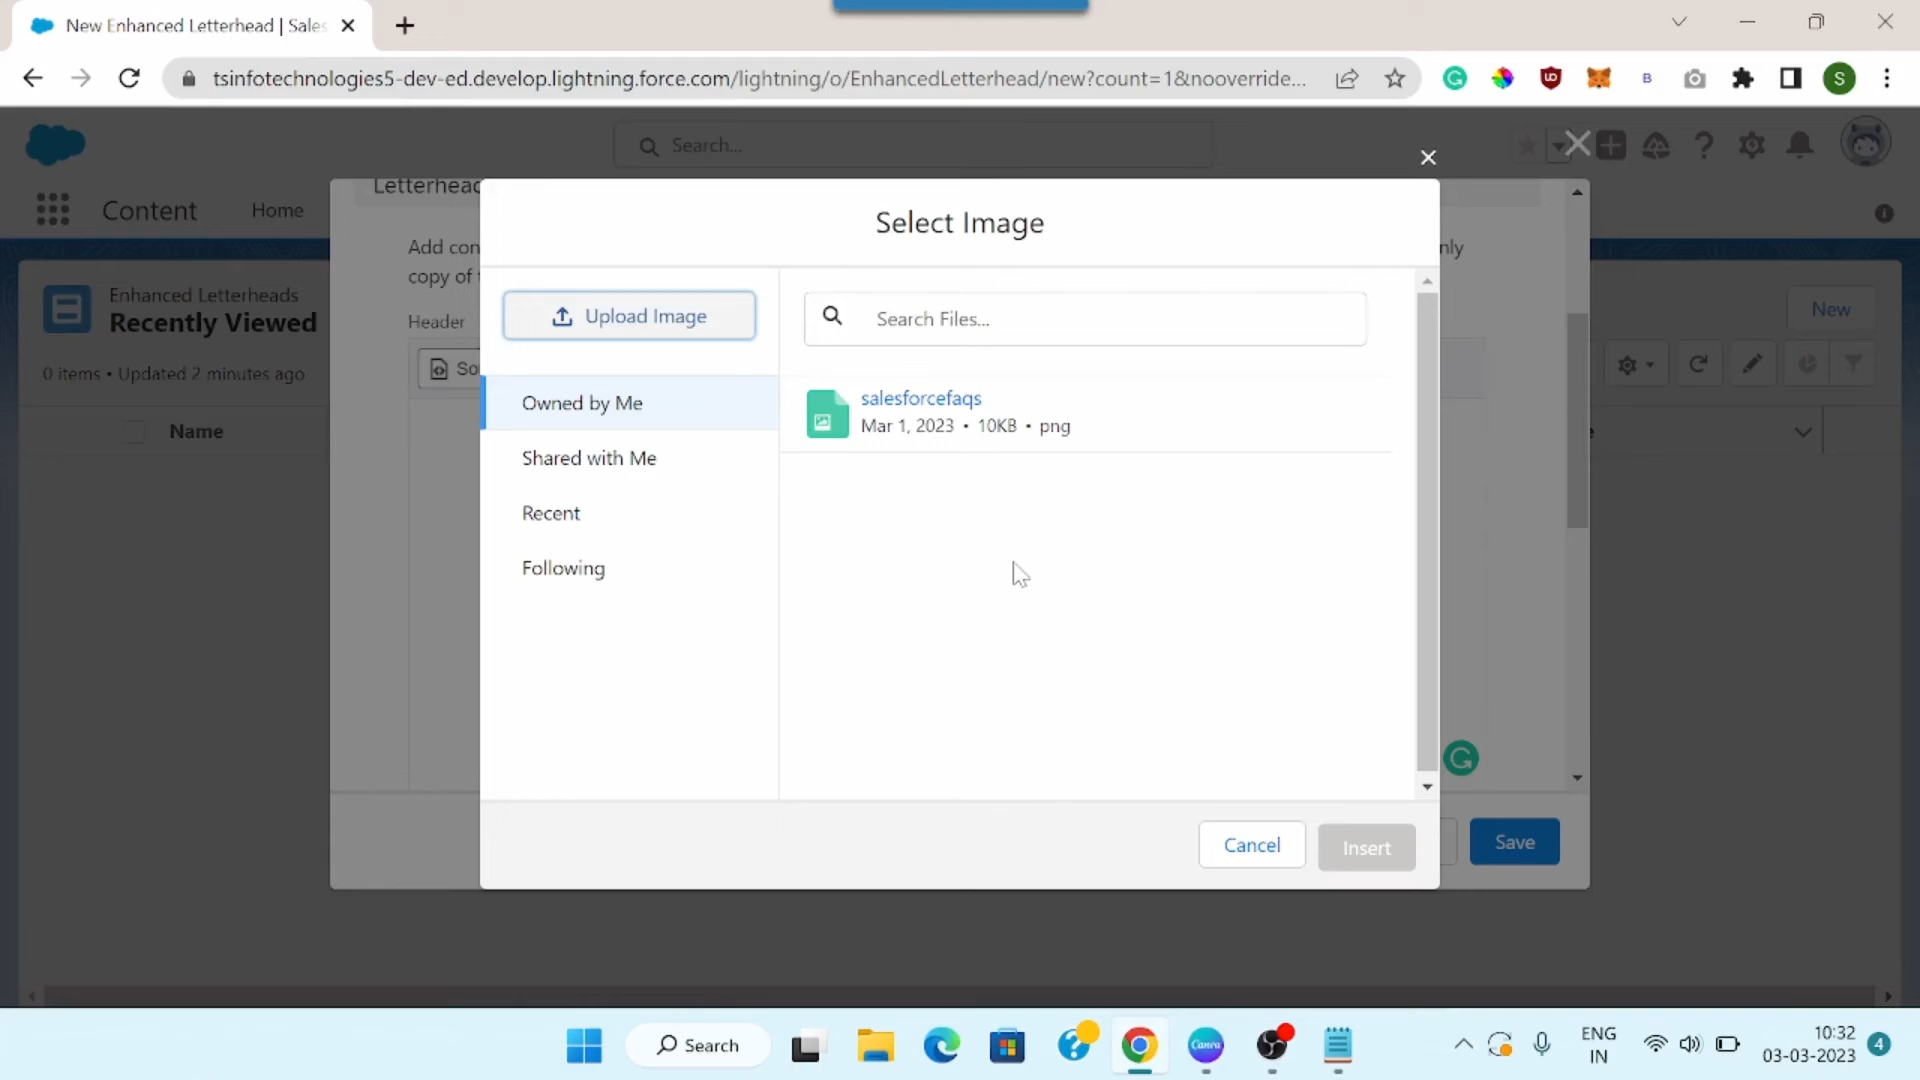 New Enhanced Letterhead | Sales
tsinfotechnologies5-dev-ed.develop.lightning.force.com/lightning/o/EnhancedLetterhead/new?count=1&nooverride...
S
Search...
Content
Home
Letterhead
Add con
copy of
nly
Header
Enhanced Letterheads
Recently Viewed
0 items • Updated 2 minutes ago
New
Name
Select Image
Upload Image
Search Files...
Owned by Me
Shared with Me
Recent
Following
salesforcefaqs
Mar 1, 2023 • 10KB • png
Cancel
Insert
Save
Search
Canva
ENG
IN
10:32
03-03-2023
4